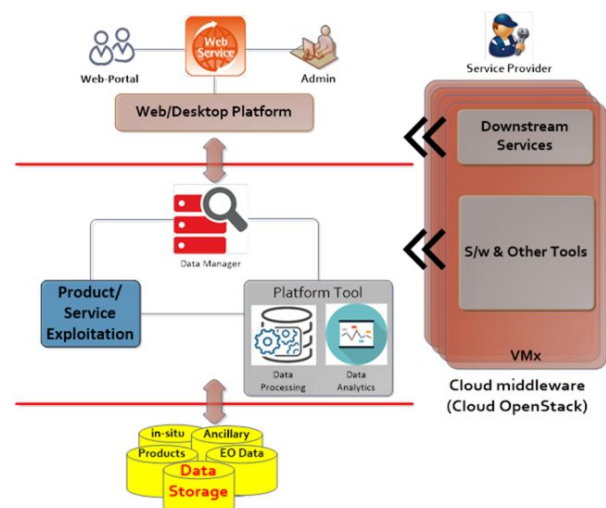 Web
Service
Web-Portal
Admin
Web/Desktop Platform
Service Provider
Downstream
Services
S/w & Other Tools
VMx
Cloud middleware
(Cloud OpenStack)
Data Manager
Product/
Service
Exploitation
Platform Tool
Data
Processing
Data
Analytics
in-situ
Ancillary
Products
EO Data
Data
Storage